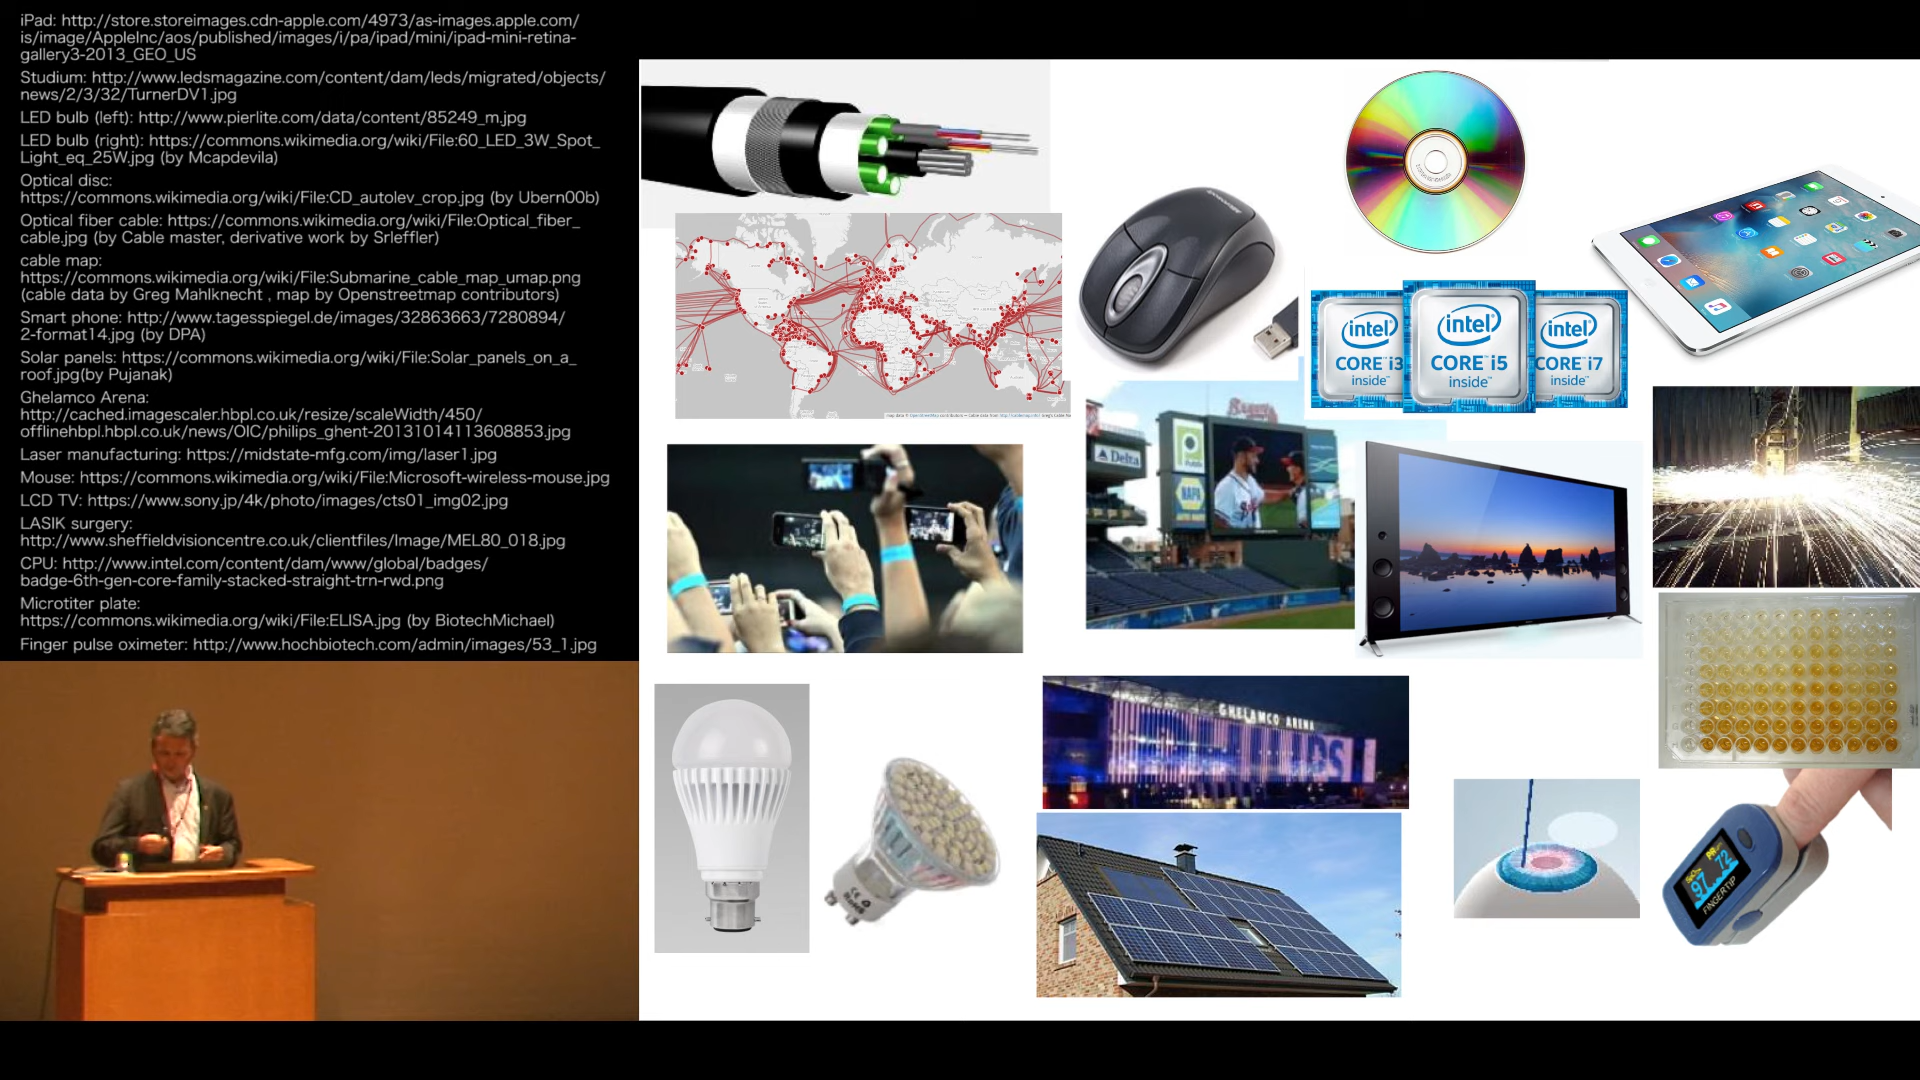 iPad: http://store.storeimages.cdn-apple.com/4973/as-images.apple.com/
is/image/AppleInc/aos/published/images/i/pa/ipad/mini/ipad-mini-retina-
gallery3-2013_GEO_US
Studium: http://www.ledsmagazine.com/content/dam/leds/migrated/objects/
news/2/3/32/TurnerDV1.jpg
LED bulb (left): http://www.pierlite.com/data/content/85249_m.jpg
LED bulb (right): https://commons.wikimedia.org/wiki/File:60_LED_3W_Spot_
Light_eq_25W.jpg (by Mcapdevila)
Optical disc:
https://commons.wikimedia.org/wiki/File:CD_autolev_crop.jpg (by Ubern00b)
Optical fiber cable: https://commons.wikimedia.org/wiki/File:Optical_fiber_
cable.jpg (by Cable master, derivative work by Srleffler)
cable map:
https://commons.wikimedia.org/wiki/File:Submarine_cable_map_umap.png
(cable data by Greg Mahlknecht , map by Openstreetmap contributors)
Smart phone: http://www.tagesspiegel.de/images/32863663/7280894/
2-format14.jpg (by DPA)
Solar panels: https://commons.wikimedia.org/wiki/File:Solar_panels_on_a_
roof.jpg(by Pujanak)
Ghelamco Arena:
http://cached.imagescaler.hbpl.co.uk/resize/scaleWidth/450/
offlinehbpl.hbpl.co.uk/news/OIC/philips_ghent-20131014113608853.jpg
Laser manufacturing: https://midstate-mfg.com/img/laser1.jpg
Mouse: https://commons.wikimedia.org/wiki/File:Microsoft-wireless-mouse.jpg
LCD TV: https://www.sony.jp/4k/photo/images/cts01_img02.jpg
LASIK surgery:
http://www.sheffieldvisioncentre.co.uk/clientfiles/Image/MEL80_018.jpg
CPU: http://www.intel.com/content/dam/www/global/badges/
badge-6th-gen-core-family-stacked-straight-trn-rwd.png
Microtiter plate:
https://commons.wikimedia.org/wiki/File:ELISA.jpg (by BiotechMichael)
Finger pulse oximeter: http://www.hochbiotech.com/admin/images/53_1.jpg
intel
CORE i3
inside
intel
CORE i5
inside
intel
CORE i7
inside
Braves
Delta
NAPA
GHELAMCO ARENA
CE
RoHS
SpO2
97
PR
72
FINGERTIP